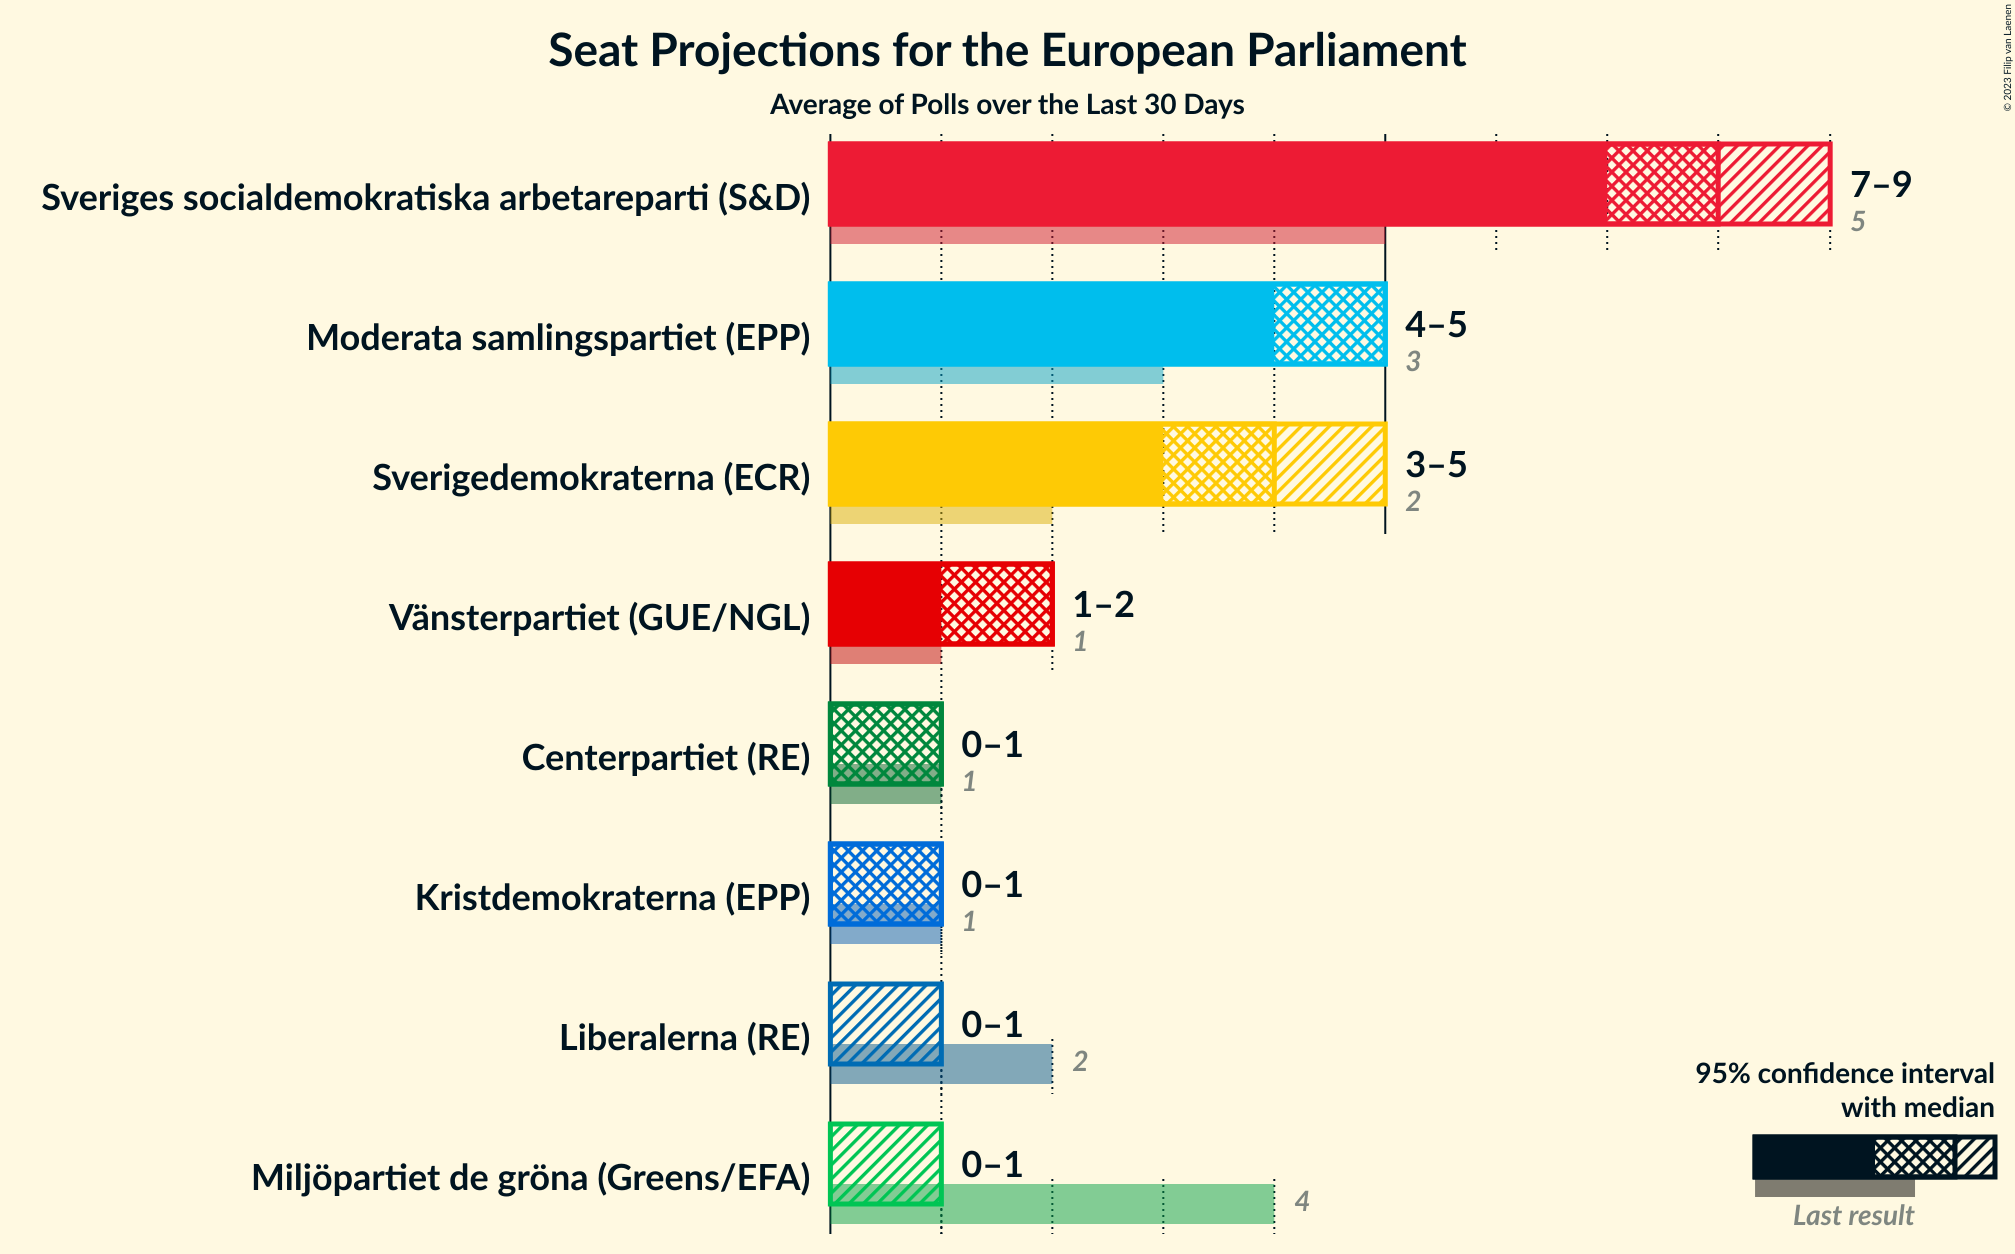 Seat Projections for the European Parliament
Average of Polls over the Last 30 Days
© 2023 Filip van Laenen
Sveriges socialdemokratiska arbetareparti (S&D)
7–9
5
Moderata samlingspartiet (EPP)
4–5
3
Sverigedemokraterna (ECR)
3–5
2
Vänsterpartiet (GUE/NGL)
1–2
1
Centerpartiet (RE)
0–1
1
Kristdemokraterna (EPP)
0–1
1
Liberalerna (RE)
0–1
2
Miljöpartiet de gröna (Greens/EFA)
0–1
4
95% confidence interval
with median
Last result